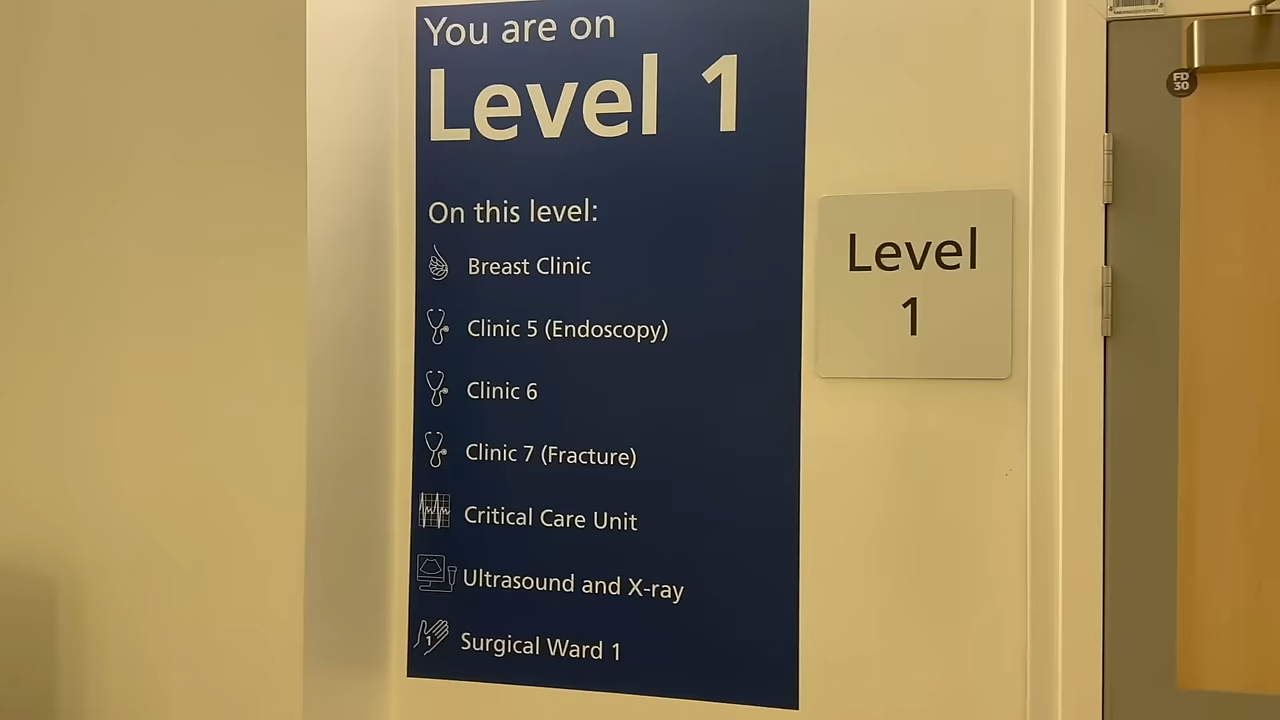 You are on
Level 1
On this level:
Breast Clinic
Clinic 5 (Endoscopy)
Clinic 6
Clinic 7 (Fracture)
Critical Care Unit
Ultrasound and X-ray
1
Surgical Ward 1
Level
1
FD
30